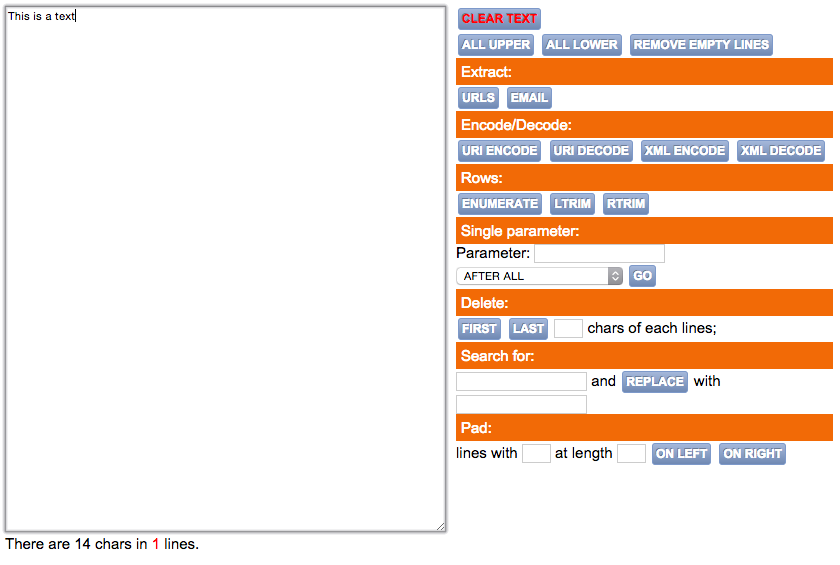 This is a text
There are 14 chars in 1 lines.
CLEAR TEXT
ALL UPPER ALL LOWER REMOVE EMPTY LINES
Extract:
URLS EMAIL
Encode/Decode:
URI ENCODE URI DECODE XML ENCODE XML DECODE
Rows:
ENUMERATE LTRIM RTRIM
Single parameter:
Parameter:
AFTER ALL GO
Delete:
FIRST LAST chars of each lines;
Search for:
and REPLACE with
Pad:
lines with at length ON LEFT ON RIGHT